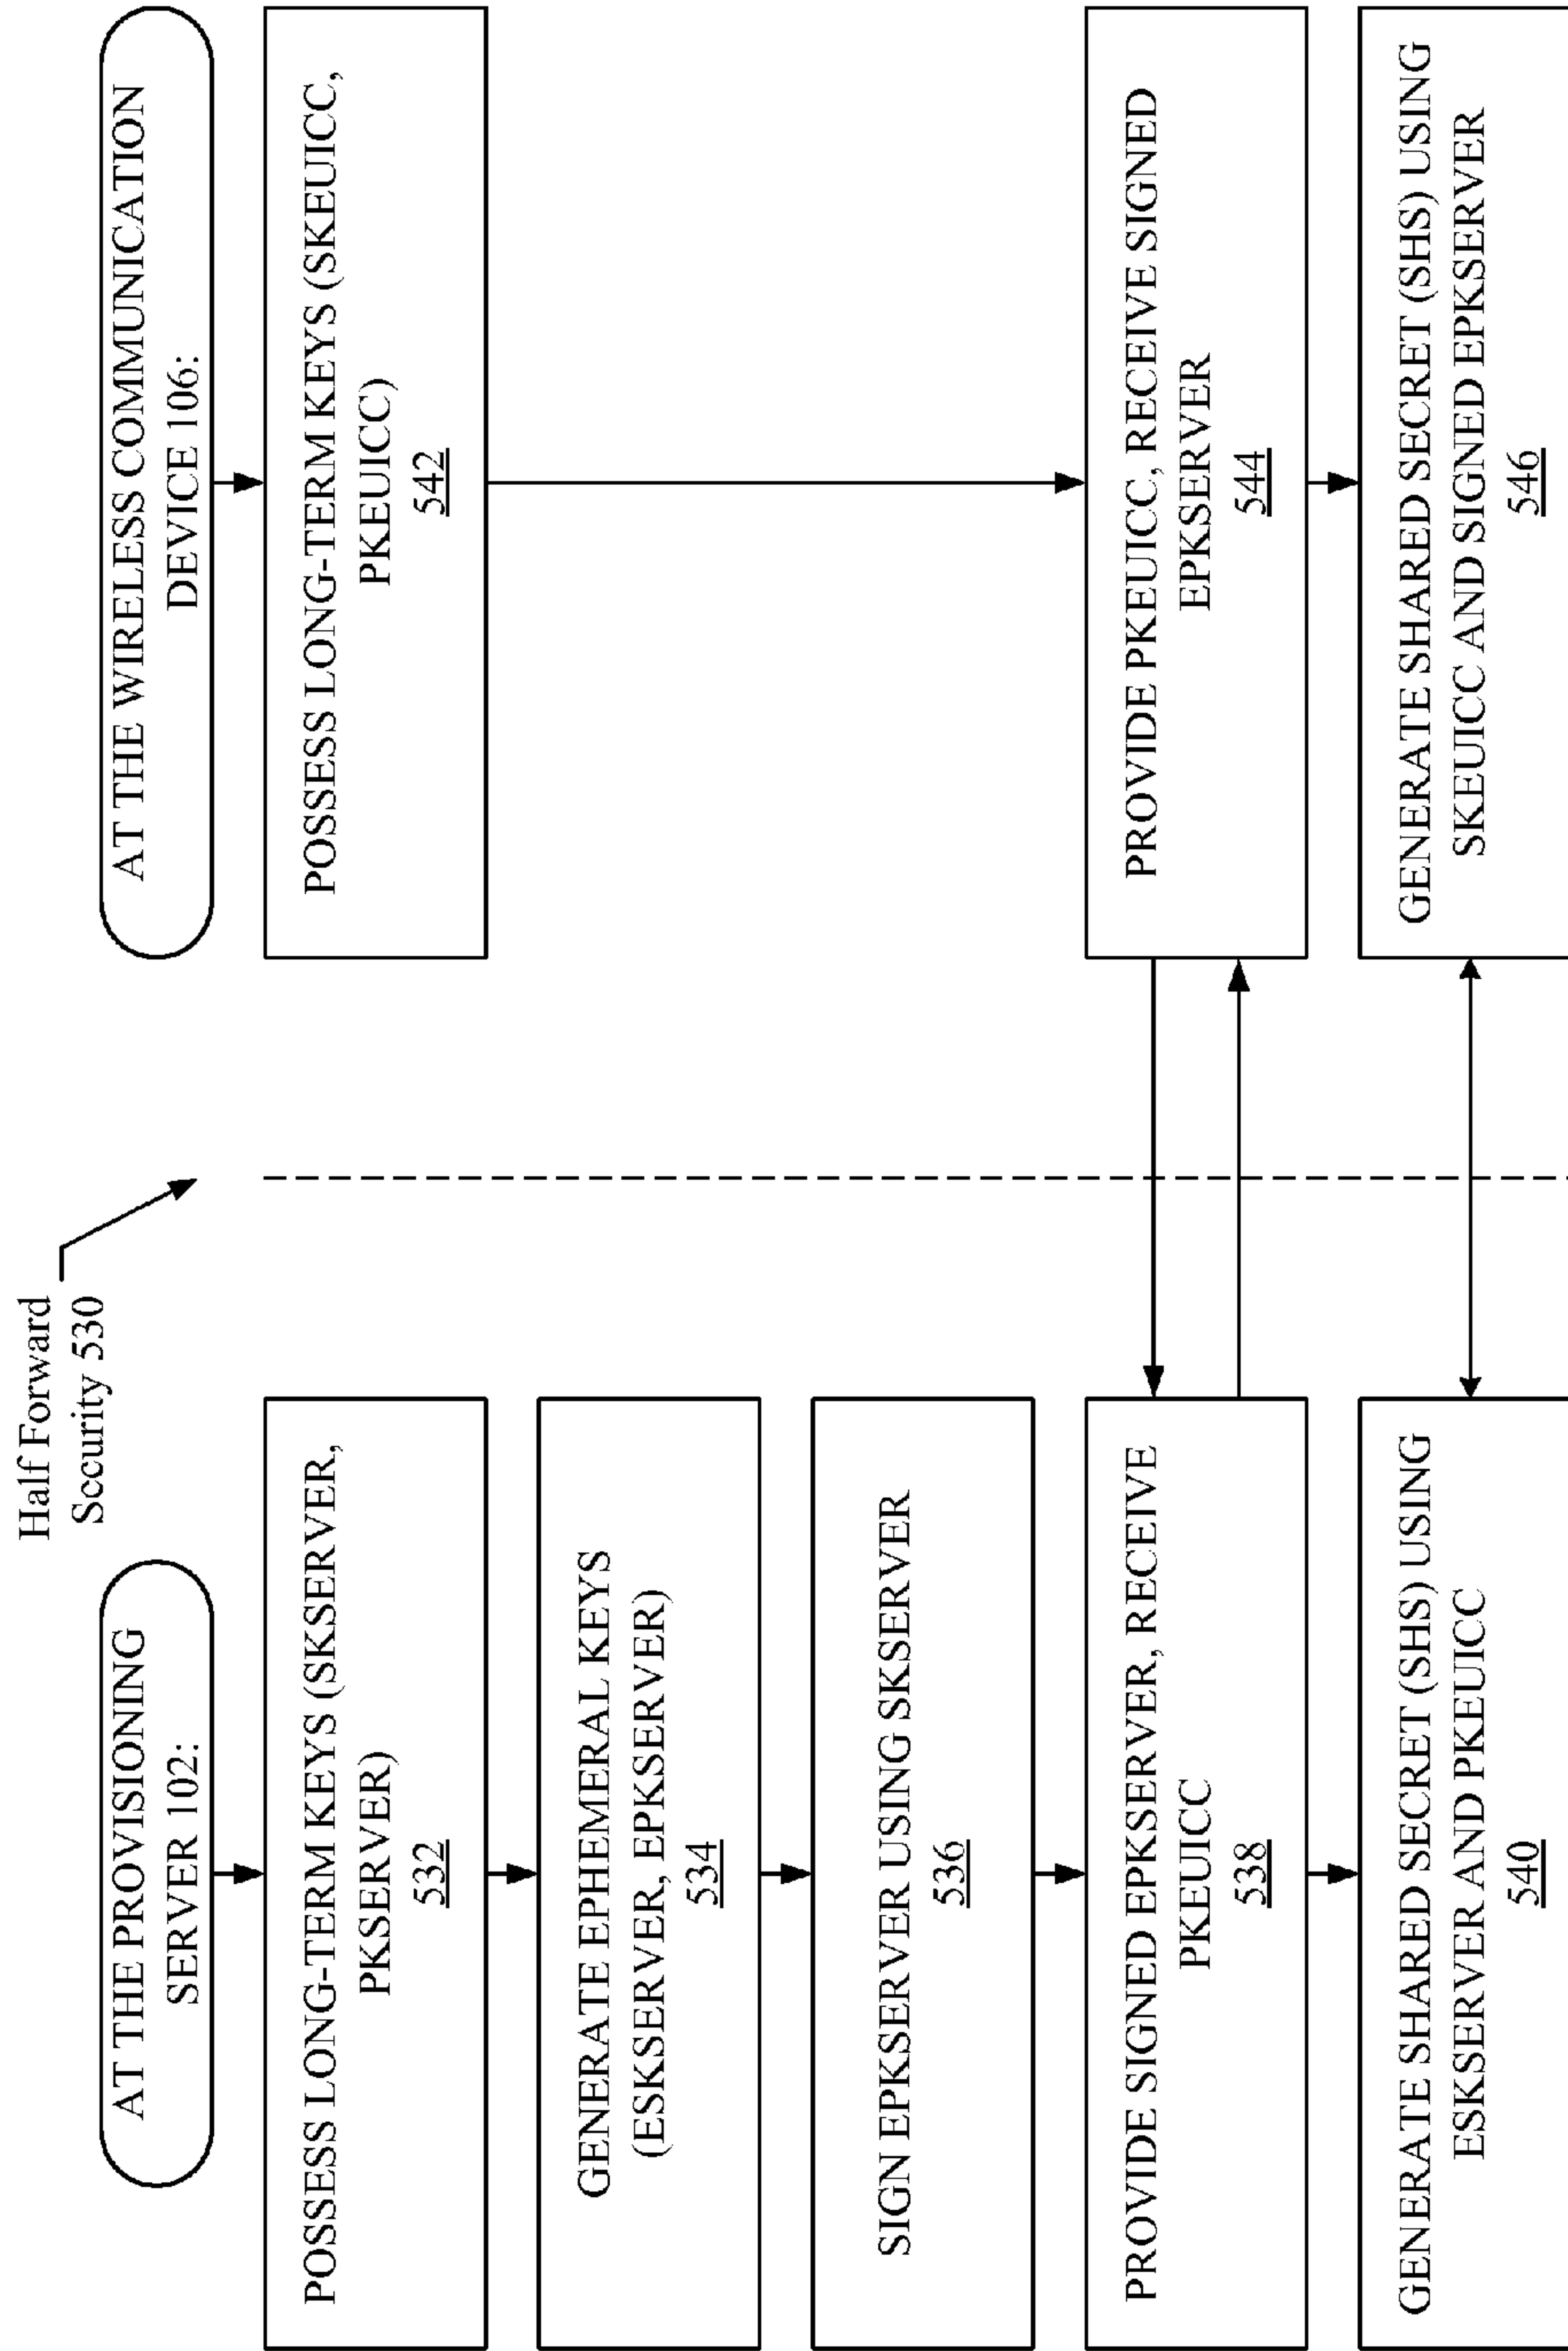 Half Forward
Security 530
AT THE PROVISIONING
SERVER 102:
POSSESS LONG-TERM KEYS (SKSERVER,
PKSERVER)
532
GENERATE EPHEMERAL KEYS
(ESKSERVER, EPKSERVER)
534
SIGN EPKSERVER USING SKSERVER
536
PROVIDE SIGNED EPKSERVER, RECEIVE
PKEUICC
538
GENERATE SHARED SECRET (SHS) USING
ESKSERVER AND PKEUICC
540
AT THE WIRELESS COMMUNICATION
DEVICE 106:
POSSESS LONG-TERM KEYS (SKEUICC,
PKEUICC)
542
PROVIDE PKEUICC, RECEIVE SIGNED
EPKSERVER
544
GENERATE SHARED SECRET (SHS) USING
SKEUICC AND SIGNED EPKSERVER
546